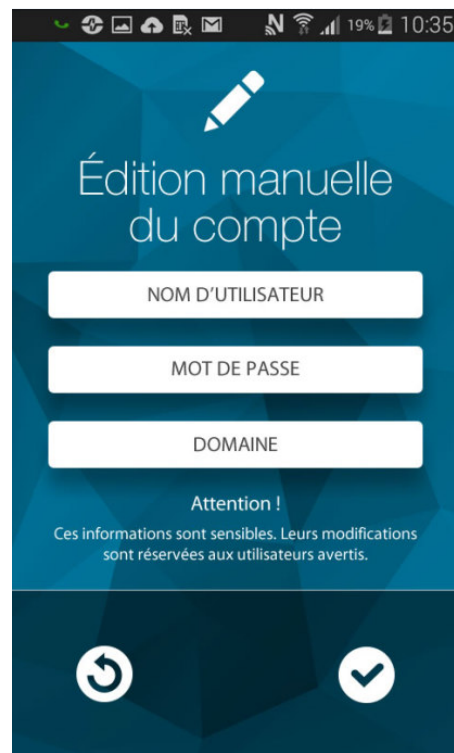 19% 10:35
Édition manuelle
du compte
NOM D'UTILISATEUR
MOT DE PASSE
DOMAINE
Attention !
Ces informations sont sensibles. Leurs modifications
sont réservées aux utilisateurs avertis.